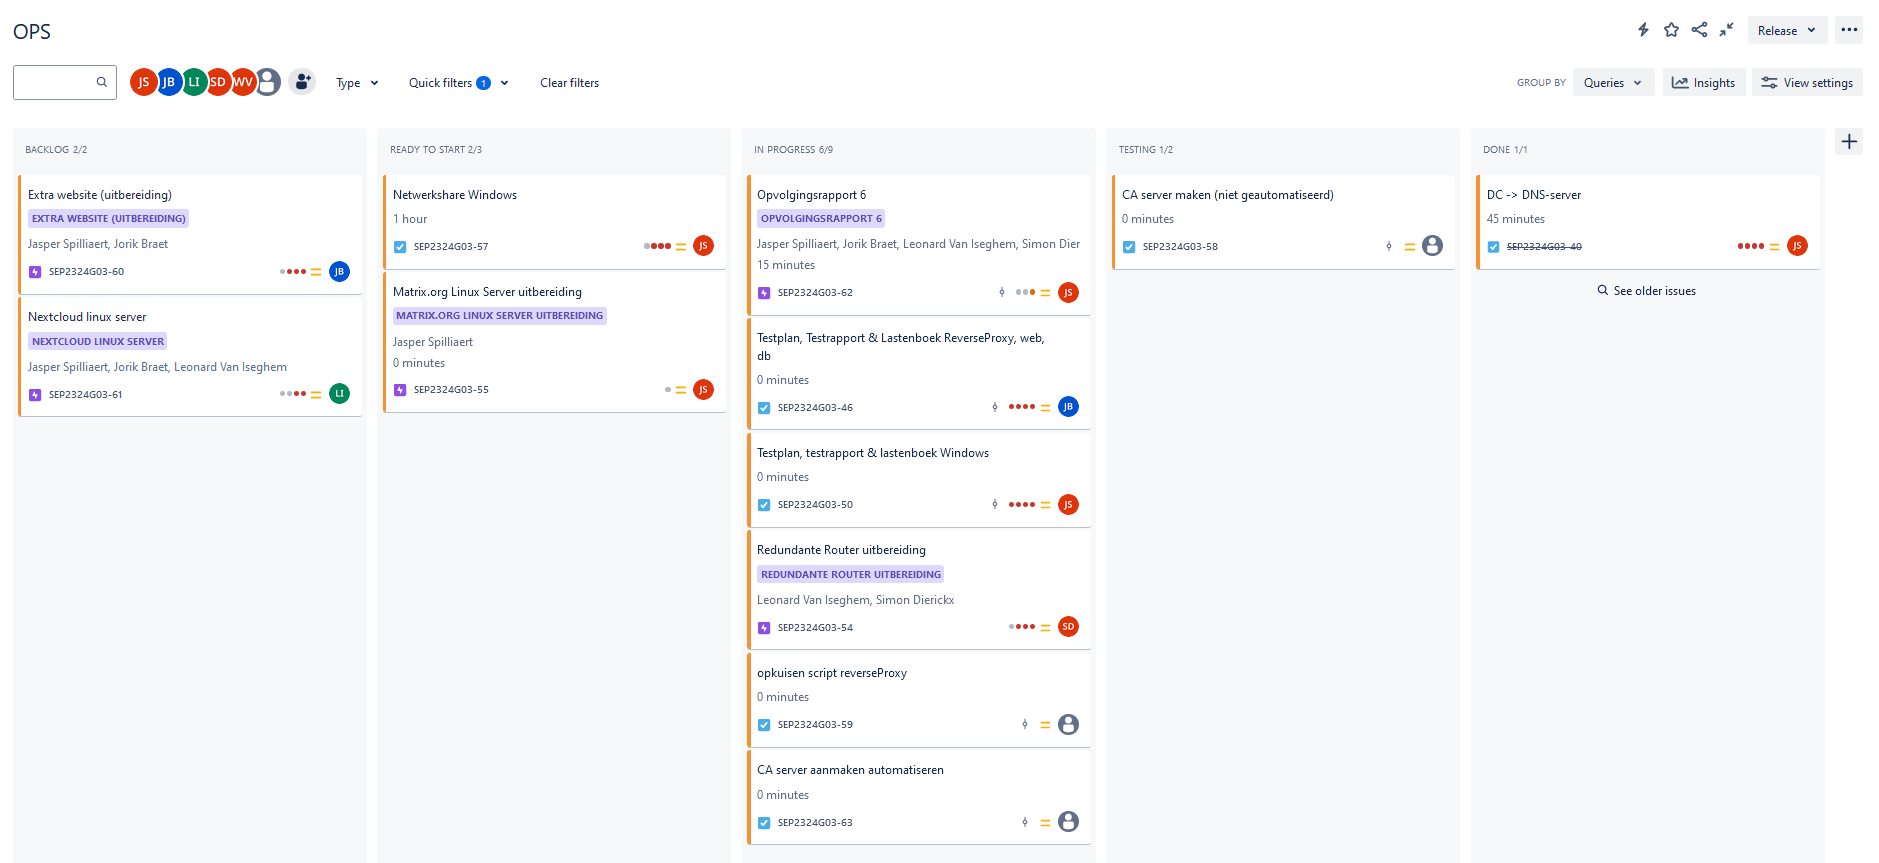 OPS
Release
JS JB LI SD WV
Type
Quick filters 1
Clear filters
GROUP BY
Queries
Insights
View settings
BACKLOG 2/2
Extra website (uitbereiding)
EXTRA WEBSITE (UITBEREIDING)
Jasper Spilliaert, Jorik Braet
SEP2324G03-60
JB
Nextcloud linux server
NEXTCLOUD LINUX SERVER
Jasper Spilliaert, Jorik Braet, Leonard Van Iseghem
SEP2324G03-61
LI
READY TO START 2/3
Netwerkshare Windows
1 hour
SEP2324G03-57
JS
Matrix.org Linux Server uitbereiding
MATRIX.ORG LINUX SERVER UITBEREIDING
Jasper Spilliaert
0 minutes
SEP2324G03-55
JS
IN PROGRESS 6/9
Opvolgingsrapport 6
OPVOLGINGSRAPPORT 6
Jasper Spilliaert, Jorik Braet, Leonard Van Iseghem, Simon Dier
15 minutes
SEP2324G03-62
JS
Testplan, Testrapport & Lastenboek ReverseProxy, web,
db
0 minutes
SEP2324G03-46
JB
Testplan, testrapport & lastenboek Windows
0 minutes
SEP2324G03-50
JS
Redundante Router uitbereiding
REDUNDANTE ROUTER UITBEREIDING
Leonard Van Iseghem, Simon Dierickx
SEP2324G03-54
SD
opkuisen script reverseProxy
0 minutes
SEP2324G03-59
CA server aanmaken automatiseren
0 minutes
SEP2324G03-63
TESTING 1/2
CA server maken (niet geautomatiseerd)
0 minutes
SEP2324G03-58
DONE 1/1
DC -> DNS-server
45 minutes
SEP2324G03-40
JS
See older issues